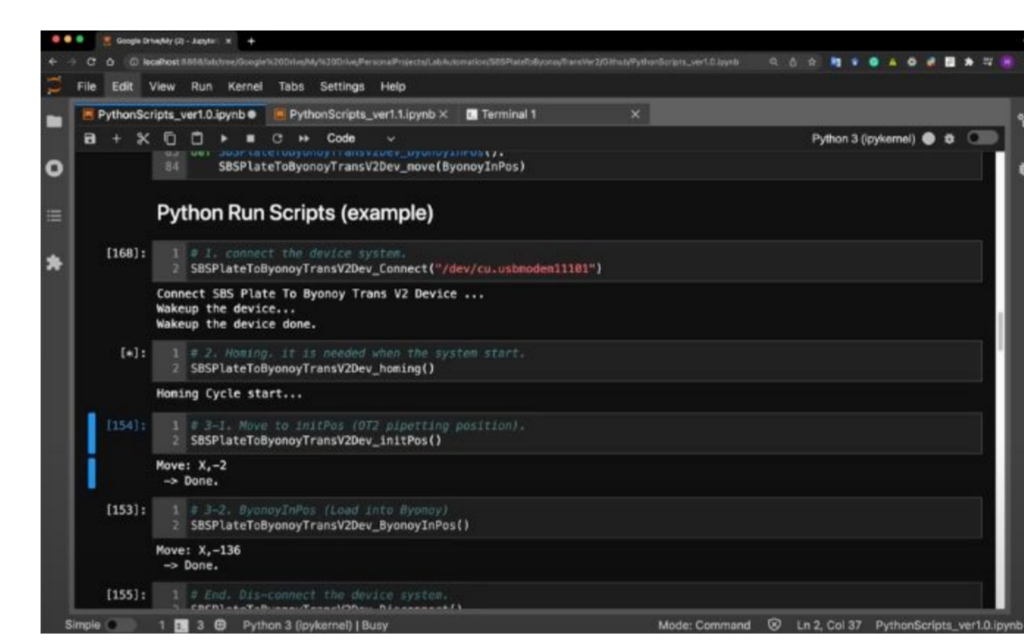 Google Drive/My (2) - Jupyter
File Edit View Run Kernel Tabs Settings Help
PythonScripts_ver1.0.ipynb
PythonScripts_ver1.1.ipynb
Terminal 1
Code
Python 3 (ipykernel)
84 SBSPlateToByonoyTransV2Dev_move(ByonoyInPos)
Python Run Scripts (example)
[168]: 1 # 1. connect the device system.
2 SBSPlateToByonoyTransV2Dev_Connect("/dev/cu.usbmodem11101")
Connect SBS Plate To Byonoy Trans V2 Device ...
Wakeup the device...
Wakeup the device done.
[*]: 1 # 2. Homing. it is needed when the system start.
2 SBSPlateToByonoyTransV2Dev_homing()
Homing Cycle start...
[154]: 1 # 3-1. Move to initPos (OT2 pipetting position).
2 SBSPlateToByonoyTransV2Dev_initPos()
Move: X,-2
-> Done.
[153]: 1 # 3-2. ByonoyInPos (Load into Byonoy)
2 SBSPlateToByonoyTransV2Dev_ByonoyInPos()
Move: X,-136
-> Done.
[155]: 1 # End. Dis-connect the device system.
Simple 1 3 Python 3 (ipykernel) | Busy Mode: Command Ln 2, Col 37 PythonScripts_ver1.0.ipynb